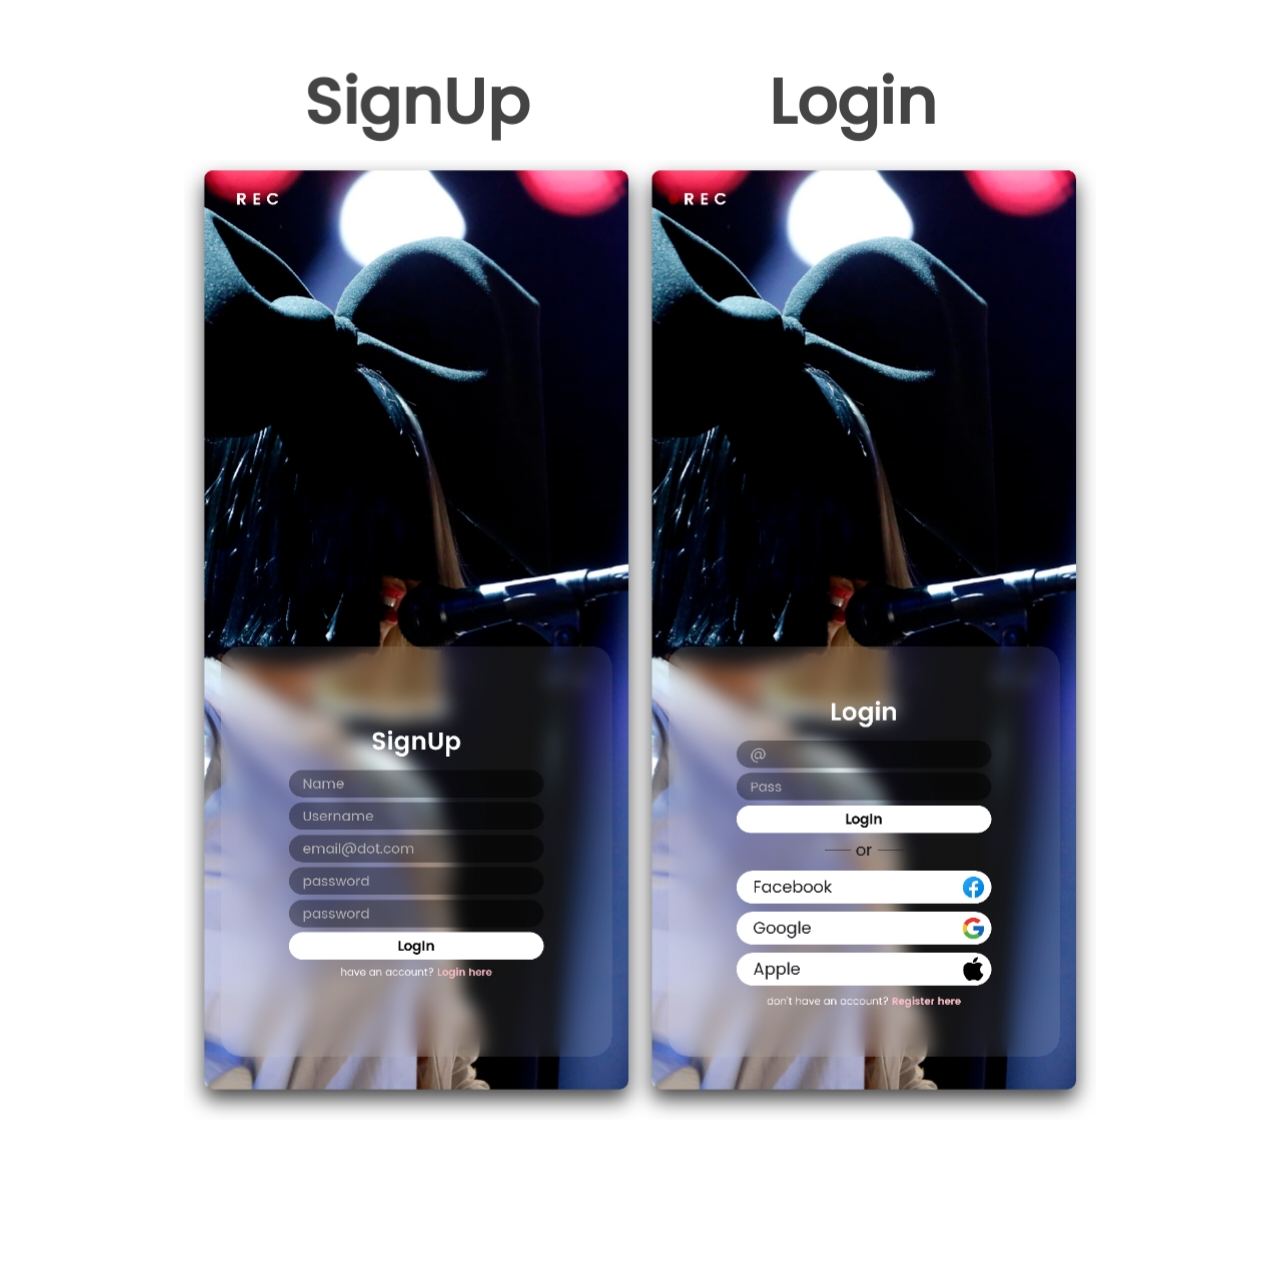 SignUp
Login
REC
SignUp
Name
Username
email@dot.com
password
password
LogIn
have an account? Login here
REC
Login
@
Pass
LogIn
or
Facebook
Google
Apple
don't have an account? Register here